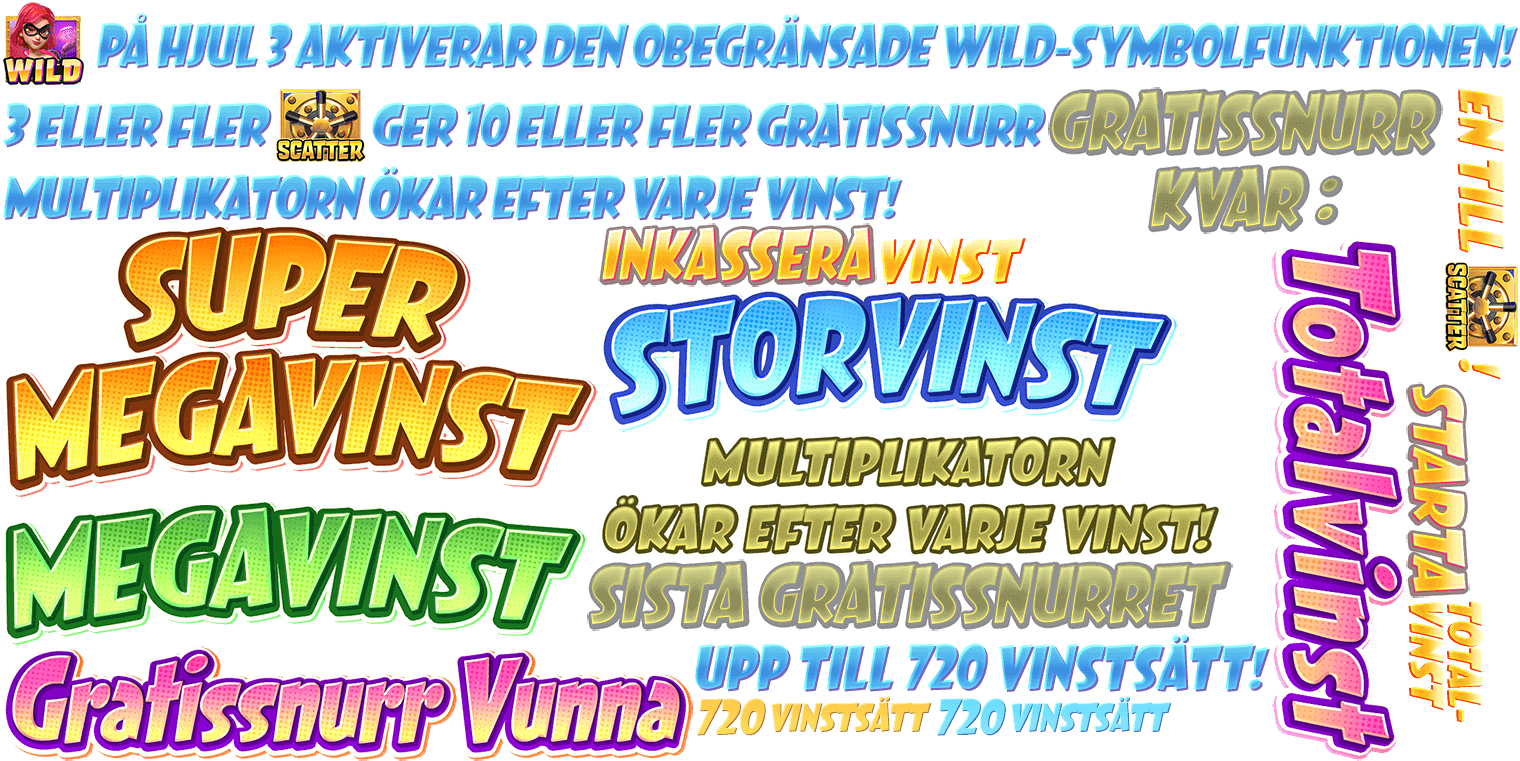 WILD PÅ HJUL 3 AKTIVERAR DEN OBEGRÄNSADE WILD-SYMBOLFUNKTIONEN!
3 ELLER FLER SCATTER GER 10 ELLER FLER GRATISSNURR
MULTIPLIKATORN ÖKAR EFTER VARJE VINST!
GRATISSNURR
KVAR :
EN TILL SCATTER !
SUPER
MEGAVINST
INKASSERA
VINST
STORVINST
MULTIPLIKATORN
ÖKAR EFTER VARJE VINST!
SISTA GRATISSNURRET
MEGAVINST
Totalvinst
STARTA
TOTAL-
VINST
Gratissnurr Vunna
UPP TILL 720 VINSTSÄTT!
720 VINSTSÄTT
720 VINSTSÄTT